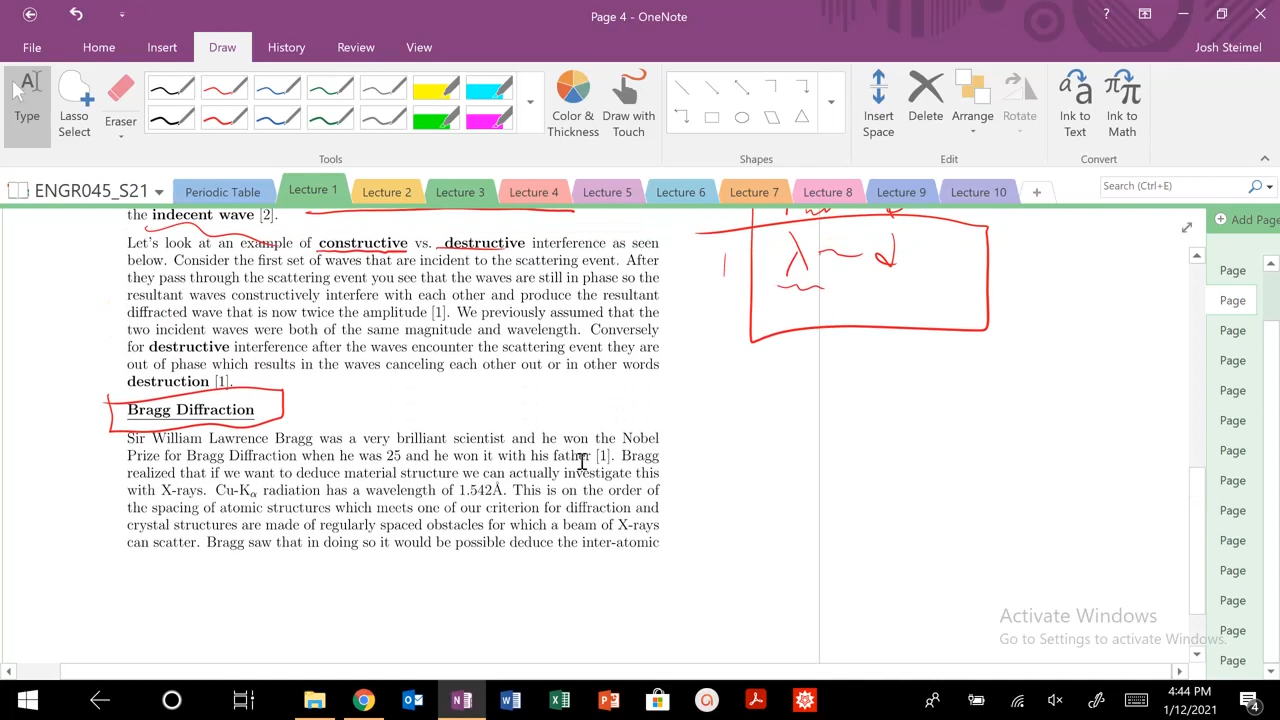 Page 4 - OneNote
?
File
Home
Insert
Draw
History
Review
View
Josh Steimel
Type
Lasso Select
Eraser
Color & Thickness
Draw with Touch
Insert Space
Delete
Arrange
Rotate
Ink to Text
Ink to Math
Tools
Shapes
Edit
Convert
ENGR045_S21
Periodic Table
Lecture 1
Lecture 2
Lecture 3
Lecture 4
Lecture 5
Lecture 6
Lecture 7
Lecture 8
Lecture 9
Lecture 10
Search (Ctrl+E)
Add Page
the indecent wave [2].
Let's look at an example of constructive vs. destructive interference as seen
below. Consider the first set of waves that are incident to the scattering event. After
they pass through the scattering event you see that the waves are still in phase so the
resultant waves constructively interfere with each other and produce the resultant
diffracted wave that is now twice the amplitude [1]. We previously assumed that the
two incident waves were both of the same magnitude and wavelength. Conversely
for destructive interference after the waves encounter the scattering event they are
out of phase which results in the waves canceling each other out or in other words
destruction [1].
Bragg Diffraction
Sir William Lawrence Bragg was a very brilliant scientist and he won the Nobel
Prize for Bragg Diffraction when he was 25 and he won it with his father [1]. Bragg
realized that if we want to deduce material structure we can actually investigate this
with X-rays. Cu-Kα radiation has a wavelength of 1.542Å. This is on the order of
the spacing of atomic structures which meets one of our criterion for diffraction and
crystal structures are made of regularly spaced obstacles for which a beam of X-rays
can scatter. Bragg saw that in doing so it would be possible deduce the inter-atomic
λ ~ d
Page
Page
Page
Page
Page
Page
Page
Page
Page
Page
Page
Page
Page
Page
Activate Windows
Go to Settings to activate Windows.
4:44 PM
1/12/2021
4